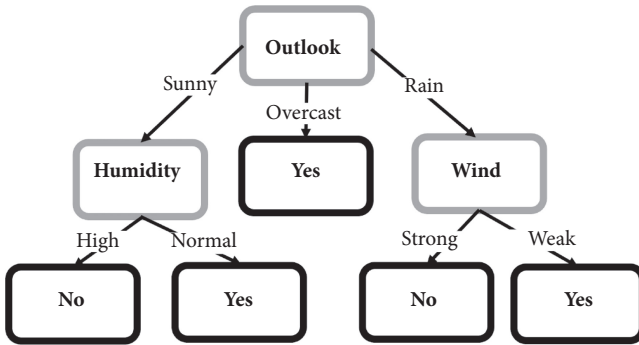 Outlook
Sunny
Overcast
Rain
Humidity
Yes
Wind
High
Normal
Strong
Weak
No
Yes
No
Yes